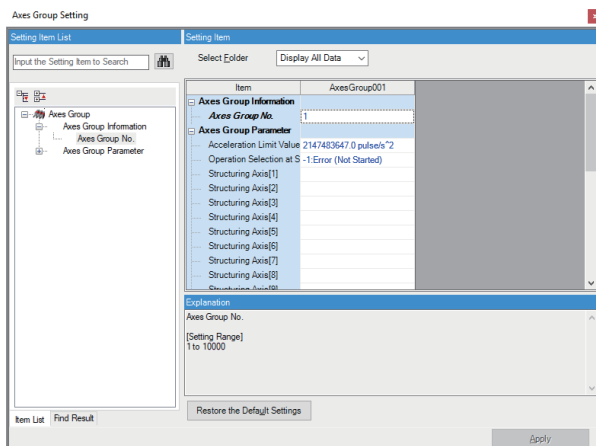 Axes Group Setting
x
Setting Item List
Input the Setting Item to Search
Axes Group
Axes Group Information
Axes Group No.
Axes Group Parameter
Item List
Find Result
Setting Item
Select Folder
Display All Data
Item AxesGroup001
Axes Group Information
Axes Group No. 1
Axes Group Parameter
Acceleration Limit Value 2147483647.0 pulse/s^2
Operation Selection at S -1:Error (Not Started)
Structuring Axis[1]
Structuring Axis[2]
Structuring Axis[3]
Structuring Axis[4]
Structuring Axis[5]
Structuring Axis[6]
Structuring Axis[7]
Structuring Axis[8]
Explanation
Axes Group No.
[Setting Range]
1 to 10000
Restore the Default Settings
Apply